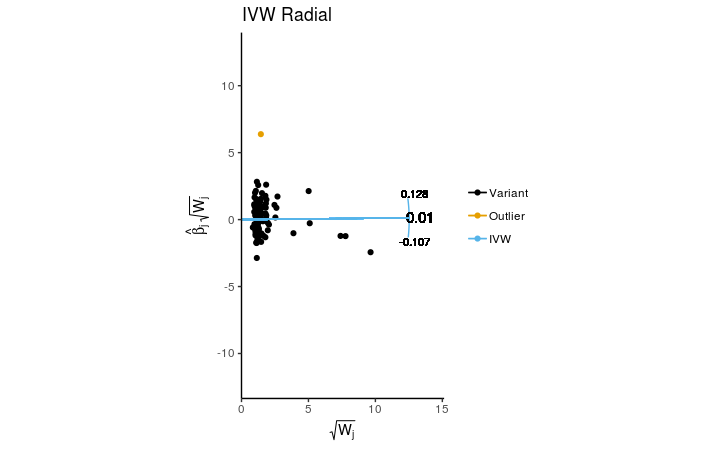 IVW Radial
10
5
0
-5
-10
β̂ⱼ√Wⱼ
0.128
0.01
-0.107
Variant
Outlier
IVW
0 5 10 15
√Wⱼ